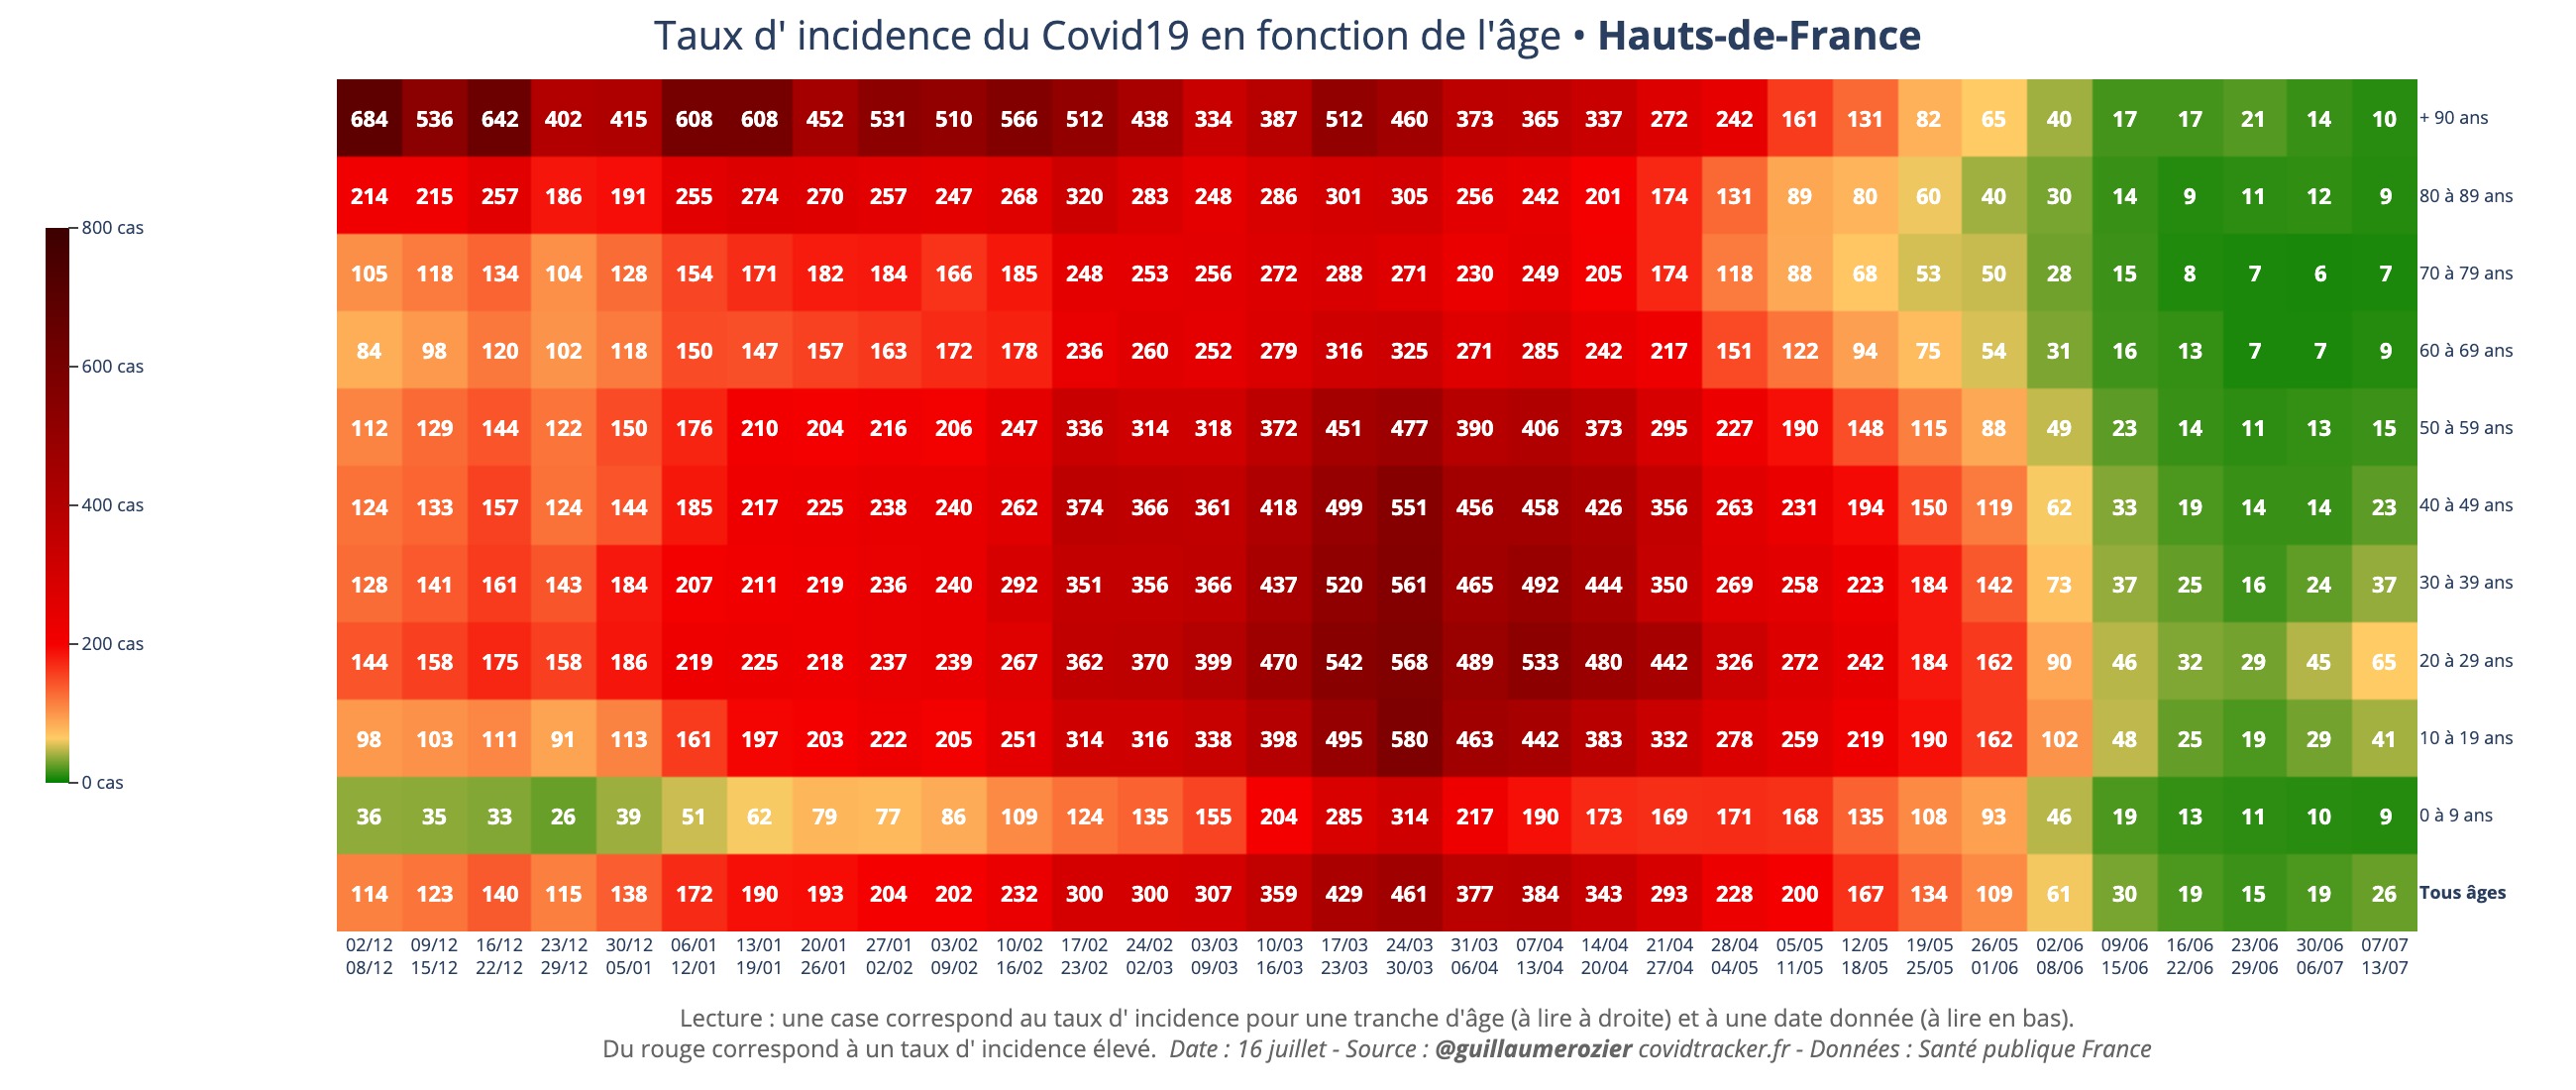 Taux d' incidence du Covid19 en fonction de l'âge • Hauts-de-France
684 536 642 402 415 608 608 452 531 510 566 512 438 334 387 512 460 373 365 337 272 242 161 131 82 65 40 17 17 21 14 10 + 90 ans
214 215 257 186 191 255 274 270 257 247 268 320 283 248 286 301 305 256 242 201 174 131 89 80 60 40 30 14 9 11 12 9 80 à 89 ans
800 cas
105 118 134 104 128 154 171 182 184 166 185 248 253 256 272 288 271 230 249 205 174 118 88 68 53 50 28 15 8 7 6 7 70 à 79 ans
84 98 120 102 118 150 147 157 163 172 178 236 260 252 279 316 325 271 285 242 217 151 122 94 75 54 31 16 13 7 7 9 60 à 69 ans
600 cas
112 129 144 122 150 176 210 204 216 206 247 336 314 318 372 451 477 390 406 373 295 227 190 148 115 88 49 23 14 11 13 15 50 à 59 ans
400 cas
124 133 157 124 144 185 217 225 238 240 262 374 366 361 418 499 551 456 458 426 356 263 231 194 150 119 62 33 19 14 14 23 40 à 49 ans
128 141 161 143 184 207 211 219 236 240 292 351 356 366 437 520 561 465 492 444 350 269 258 223 184 142 73 37 25 16 24 37 30 à 39 ans
200 cas
144 158 175 158 186 219 225 218 237 239 267 362 370 399 470 542 568 489 533 480 442 326 272 242 184 162 90 46 32 29 45 65 20 à 29 ans
98 103 111 91 113 161 197 203 222 205 251 314 316 338 398 495 580 463 442 383 332 278 259 219 190 162 102 48 25 19 29 41 10 à 19 ans
0 cas
36 35 33 26 39 51 62 79 77 86 109 124 135 155 204 285 314 217 190 173 169 171 168 135 108 93 46 19 13 11 10 9 0 à 9 ans
114 123 140 115 138 172 190 193 204 202 232 300 300 307 359 429 461 377 384 343 293 228 200 167 134 109 61 30 19 15 19 26 Tous âges
02/12 09/12 16/12 23/12 30/12 06/01 13/01 20/01 27/01 03/02 10/02 17/02 24/02 03/03 10/03 17/03 24/03 31/03 07/04 14/04 21/04 28/04 05/05 12/05 19/05 26/05 02/06 09/06 16/06 23/06 30/06 07/07
08/12 15/12 22/12 29/12 05/01 12/01 19/01 26/01 02/02 09/02 16/02 23/02 02/03 09/03 16/03 23/03 30/03 06/04 13/04 20/04 27/04 04/05 11/05 18/05 25/05 01/06 08/06 15/06 22/06 29/06 06/07 13/07
Lecture : une case correspond au taux d' incidence pour une tranche d'âge (à lire à droite) et à une date donnée (à lire en bas).
Du rouge correspond à un taux d' incidence élevé. Date : 16 juillet - Source : @guillaumerozier covidtracker.fr - Données : Santé publique France